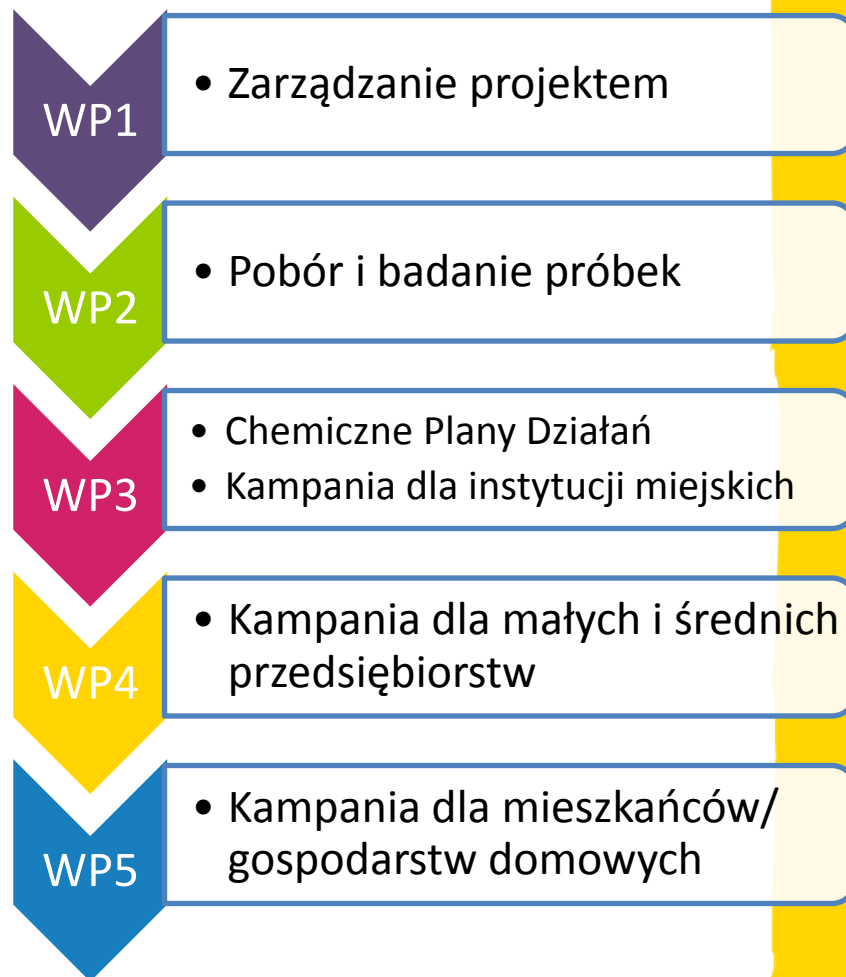 WP1
• Zarządzanie projektem
WP2
• Pobór i badanie próbek
WP3
• Chemiczne Plany Działań
• Kampania dla instytucji miejskich
WP4
• Kampania dla małych i średnich
przedsiębiorstw
WP5
• Kampania dla mieszkańców/
gospodarstw domowych